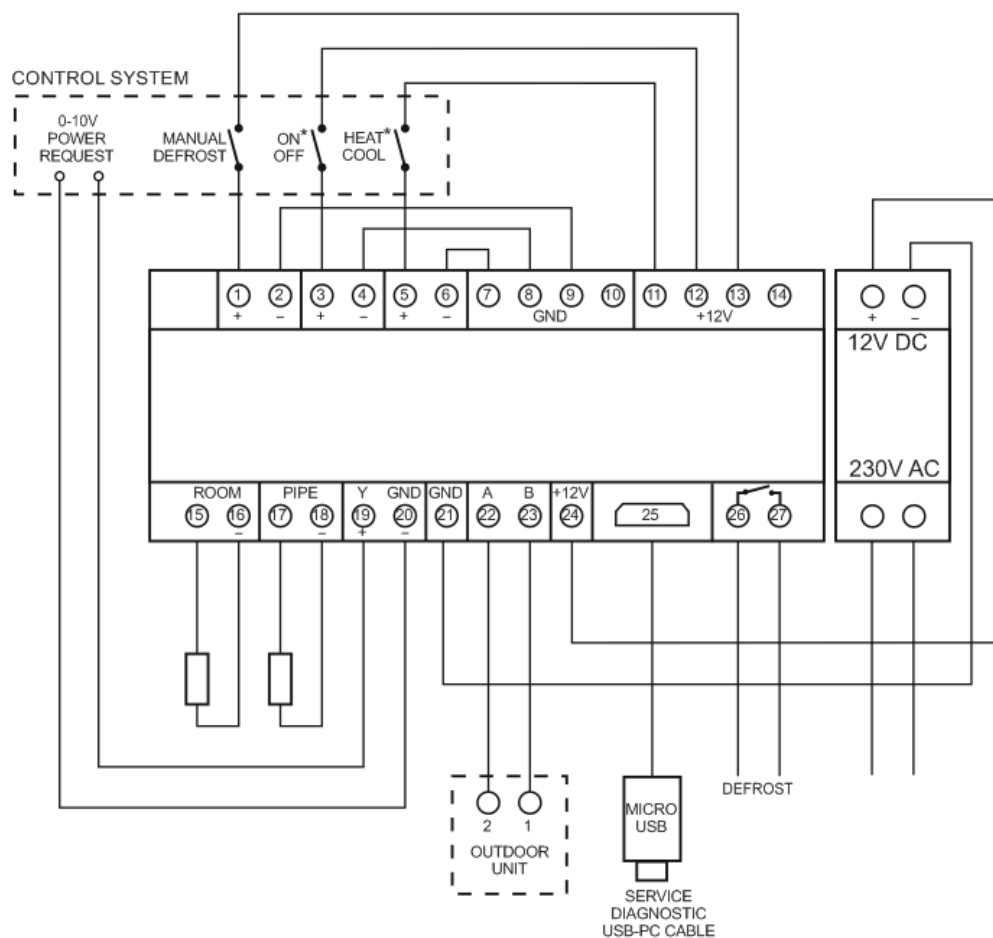 CONTROL SYSTEM
0-10V
POWER
REQUEST
MANUAL
DEFROST
ON*
OFF
HEAT*
COOL
1 2 3 4 5 6 7 8 9 10 11 12 13 14
+ − + − + − GND +12V
+ −
12V DC
230V AC
ROOM PIPE Y GND GND A B +12V
15 16 17 18 19 20 21 22 23 24 25 26 27
− − + −
DEFROST
2 1
OUTDOOR
UNIT
MICRO
USB
SERVICE
DIAGNOSTIC
USB-PC CABLE